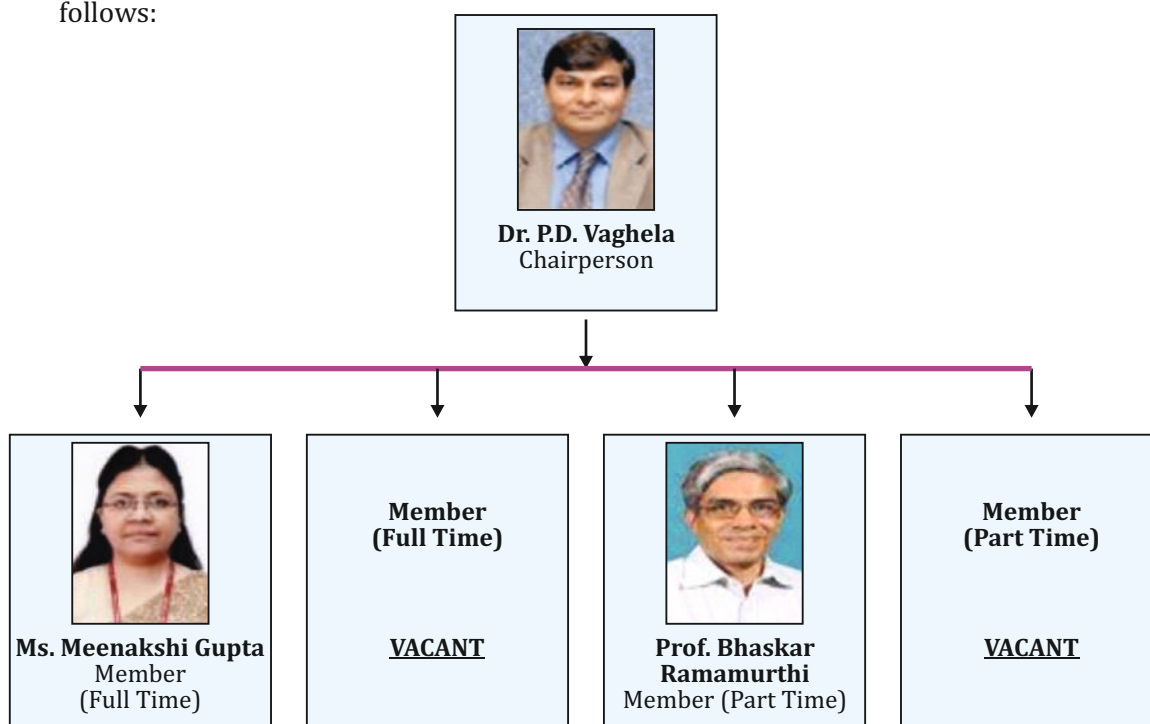 follows:
Dr. P.D. Vaghela
Chairperson
Ms. Meenakshi Gupta
Member
(Full Time)
Member
(Full Time)
VACANT
Prof. Bhaskar
Ramamurthi
Member (Part Time)
Member
(Part Time)
VACANT